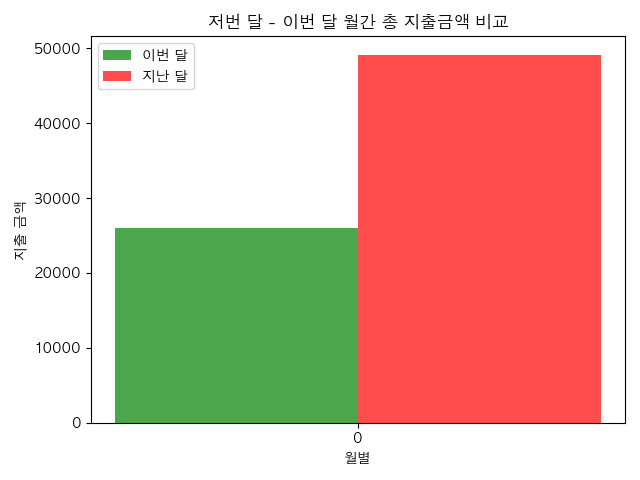 저번 달 - 이번 달 월간 총 지출금액 비교
이번 달
지난 달
50000
40000
30000
20000
10000
0
지출 금액
0
월별